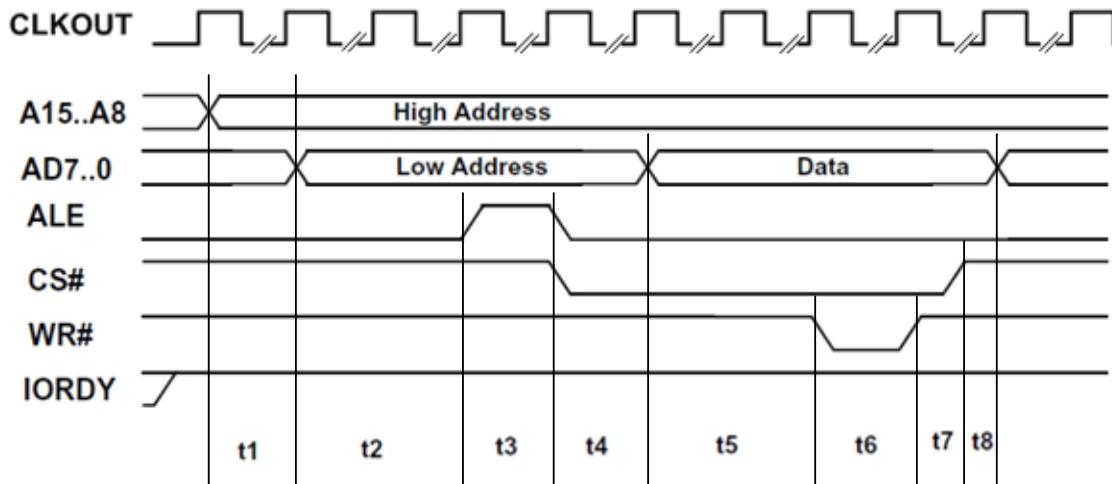 CLKOUT
A15..A8 High Address
AD7..0 Low Address Data
ALE
CS#
WR#
IORDY
t1 t2 t3 t4 t5 t6 t7 t8